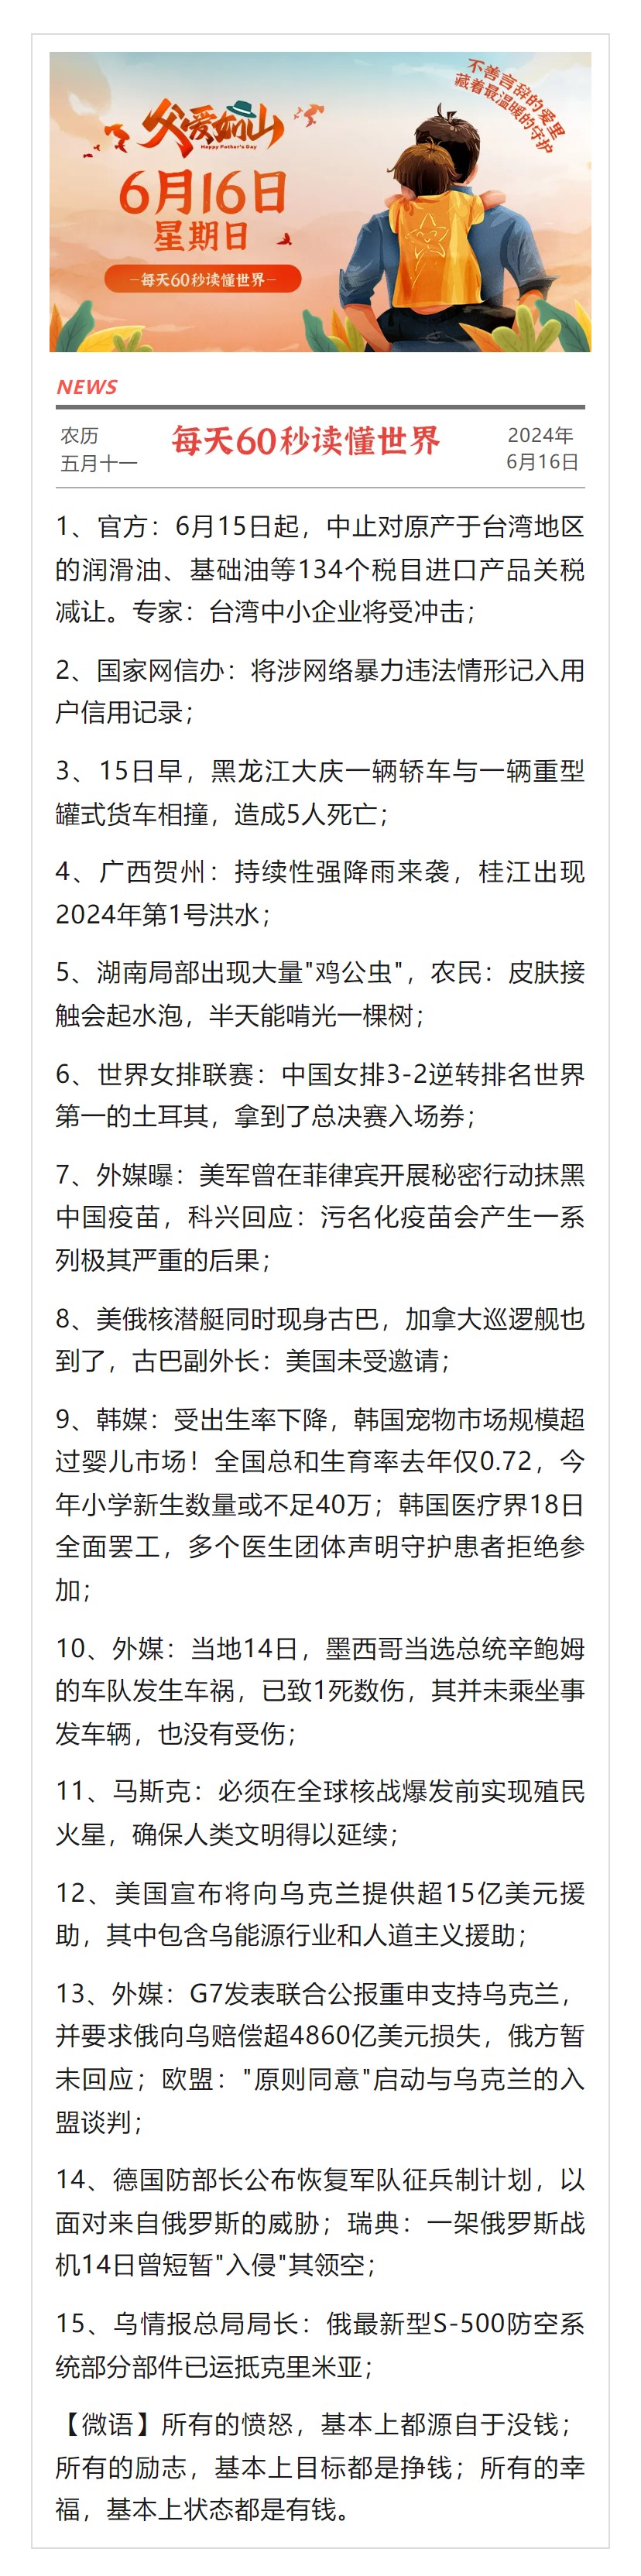 不善言辞的爱里
藏着最温暖的守护
父爱如山
Happy Father's Day
6月16日
星期日
—每天60秒读懂世界—
NEWS
农历
五月十一
每天60秒读懂世界
2024年
6月16日
1、官方：6月15日起，中止对原产于台湾地区
的润滑油、基础油等134个税目进口产品关税
减让。专家：台湾中小企业将受冲击；
2、国家网信办：将涉网络暴力违法情形记入用
户信用记录；
3、15日早，黑龙江大庆一辆轿车与一辆重型
罐式货车相撞，造成5人死亡；
4、广西贺州：持续性强降雨来袭，桂江出现
2024年第1号洪水；
5、湖南局部出现大量"鸡公虫"，农民：皮肤接
触会起水泡，半天能啃光一棵树；
6、世界女排联赛：中国女排3-2逆转排名世界
第一的土耳其，拿到了总决赛入场券；
7、外媒曝：美军曾在菲律宾开展秘密行动抹黑
中国疫苗，科兴回应：污名化疫苗会产生一系
列极其严重的后果；
8、美俄核潜艇同时现身古巴，加拿大巡逻舰也
到了，古巴副外长：美国未受邀请；
9、韩媒：受出生率下降，韩国宠物市场规模超
过婴儿市场！全国总和生育率去年仅0.72，今
年小学新生数量或不足40万；韩国医疗界18日
全面罢工，多个医生团体声明守护患者拒绝参
加；
10、外媒：当地14日，墨西哥当选总统辛鲍姆
的车队发生车祸，已致1死数伤，其并未乘坐事
发车辆，也没有受伤；
11、马斯克：必须在全球核战爆发前实现殖民
火星，确保人类文明得以延续；
12、美国宣布将向乌克兰提供超15亿美元援
助，其中包含乌能源行业和人道主义援助；
13、外媒：G7发表联合公报重申支持乌克兰，
并要求俄向乌赔偿超4860亿美元损失，俄方暂
未回应；欧盟："原则同意"启动与乌克兰的入
盟谈判；
14、德国防部长公布恢复军队征兵制计划，以
面对来自俄罗斯的威胁；瑞典：一架俄罗斯战
机14日曾短暂"入侵"其领空；
15、乌情报总局局长：俄最新型S-500防空系
统部分部件已运抵克里米亚；
【微语】所有的愤怒，基本上都源自于没钱；
所有的励志，基本上目标都是挣钱；所有的幸
福，基本上状态都是有钱。